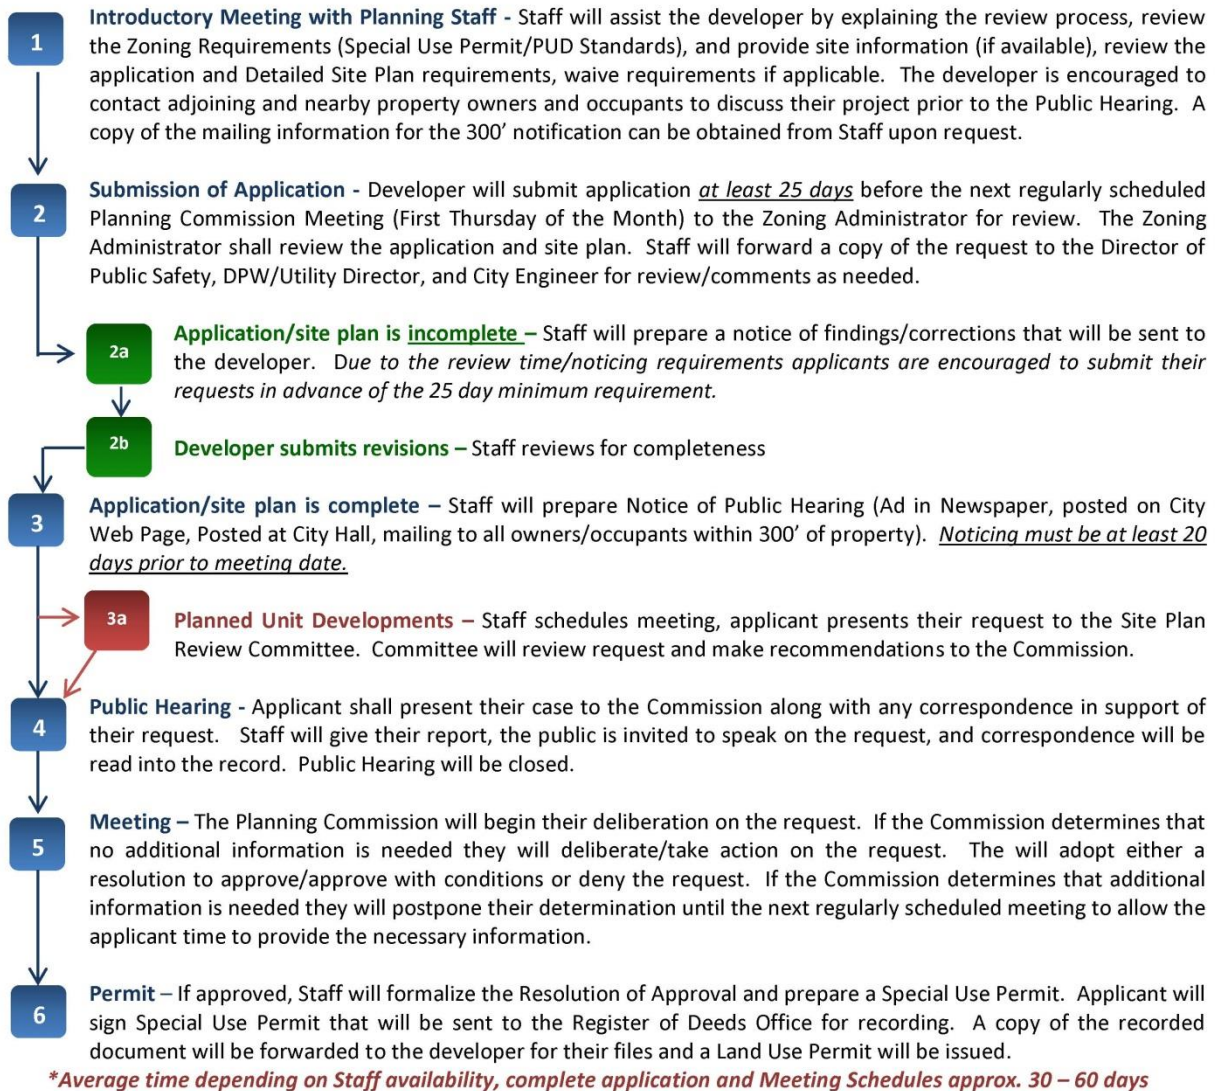 1
Introductory Meeting with Planning Staff - Staff will assist the developer by explaining the review process, review
the Zoning Requirements (Special Use Permit/PUD Standards), and provide site information (if available), review the
application and Detailed Site Plan requirements, waive requirements if applicable. The developer is encouraged to
contact adjoining and nearby property owners and occupants to discuss their project prior to the Public Hearing. A
copy of the mailing information for the 300' notification can be obtained from Staff upon request.
2
Submission of Application - Developer will submit application at least 25 days before the next regularly scheduled
Planning Commission Meeting (First Thursday of the Month) to the Zoning Administrator for review. The Zoning
Administrator shall review the application and site plan. Staff will forward a copy of the request to the Director of
Public Safety, DPW/Utility Director, and City Engineer for review/comments as needed.
2a
Application/site plan is incomplete – Staff will prepare a notice of findings/corrections that will be sent to
the developer. Due to the review time/noticing requirements applicants are encouraged to submit their
requests in advance of the 25 day minimum requirement.
2b
Developer submits revisions – Staff reviews for completeness
3
Application/site plan is complete – Staff will prepare Notice of Public Hearing (Ad in Newspaper, posted on City
Web Page, Posted at City Hall, mailing to all owners/occupants within 300' of property). Noticing must be at least 20
days prior to meeting date.
3a
Planned Unit Developments – Staff schedules meeting, applicant presents their request to the Site Plan
Review Committee. Committee will review request and make recommendations to the Commission.
4
Public Hearing - Applicant shall present their case to the Commission along with any correspondence in support of
their request. Staff will give their report, the public is invited to speak on the request, and correspondence will be
read into the record. Public Hearing will be closed.
5
Meeting – The Planning Commission will begin their deliberation on the request. If the Commission determines that
no additional information is needed they will deliberate/take action on the request. The will adopt either a
resolution to approve/approve with conditions or deny the request. If the Commission determines that additional
information is needed they will postpone their determination until the next regularly scheduled meeting to allow the
applicant time to provide the necessary information.
6
Permit – If approved, Staff will formalize the Resolution of Approval and prepare a Special Use Permit. Applicant will
sign Special Use Permit that will be sent to the Register of Deeds Office for recording. A copy of the recorded
document will be forwarded to the developer for their files and a Land Use Permit will be issued.
*Average time depending on Staff availability, complete application and Meeting Schedules approx. 30 – 60 days